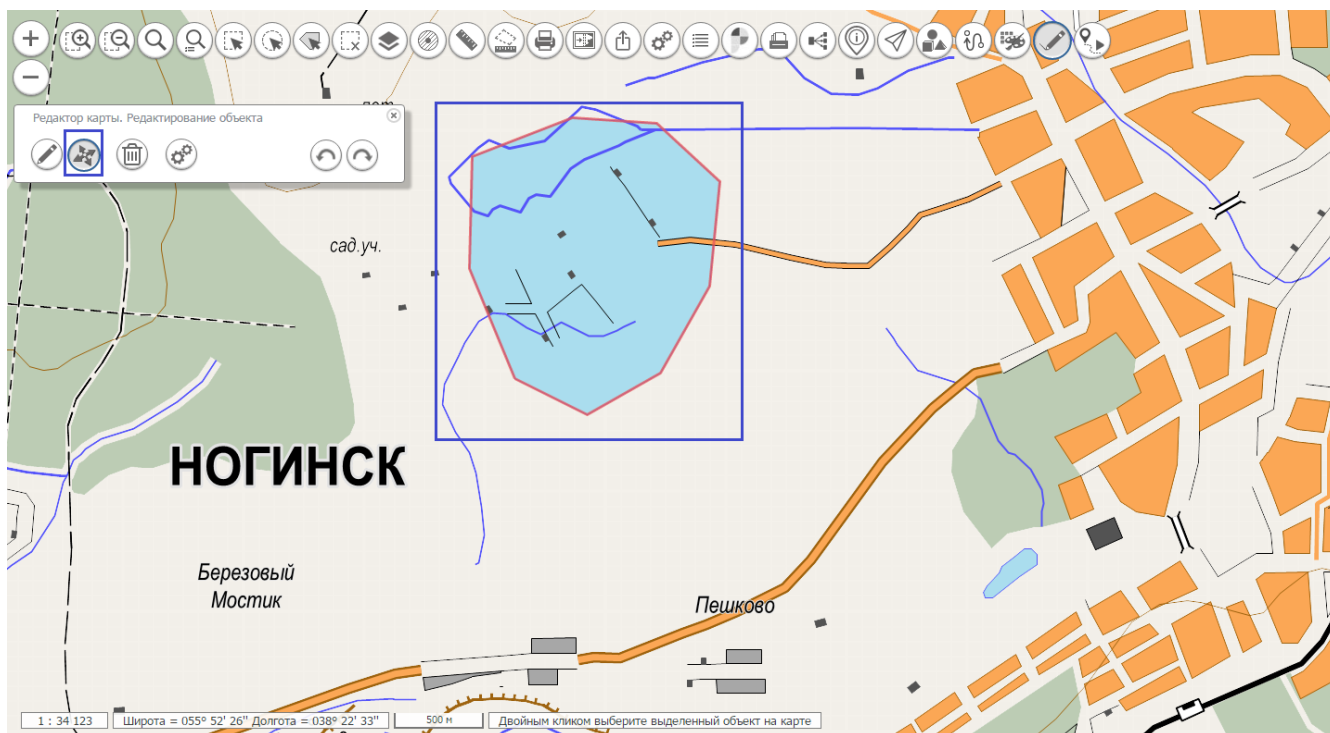 Редактор карты. Редактирование объекта
сад.уч.
НОГИНСК
Березовый
Мостик
Пешково
1 : 34 123
Широта = 055° 52' 26" Долгота = 038° 22' 33"
500 м
Двойным кликом выберите выделенный объект на карте